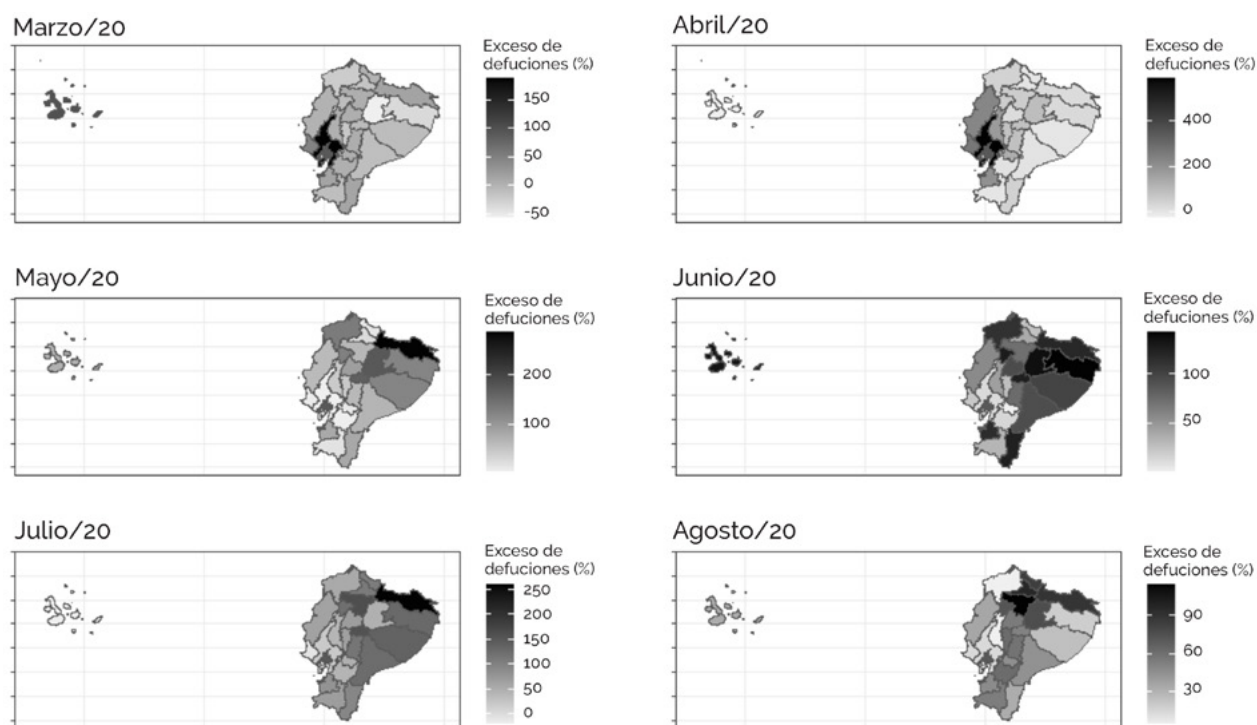 Marzo/20
Exceso de
defuciones (%)
150
100
50
0
-50
Abril/20
Exceso de
defuciones (%)
400
200
0
Mayo/20
Exceso de
defuciones (%)
200
100
Junio/20
Exceso de
defuciones (%)
100
50
Julio/20
Exceso de
defuciones (%)
250
200
150
100
50
0
Agosto/20
Exceso de
defuciones (%)
90
60
30